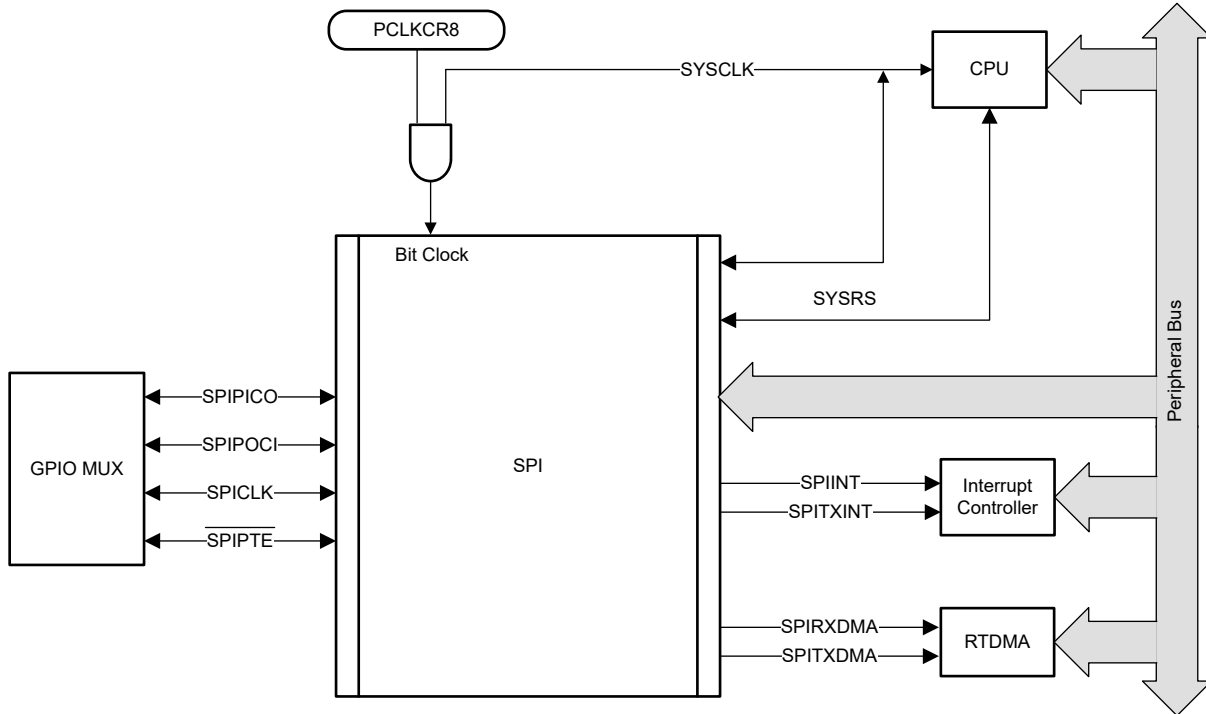 PCLKCR8
SYSCLK
CPU
Bit Clock
SYSRS
Peripheral Bus
SPIPICO
SPIPOCI
GPIO MUX
SPI
SPICLK
SPIPTE
SPIINT
SPITXINT
Interrupt
Controller
SPIRXDMA
SPITXDMA
RTDMA